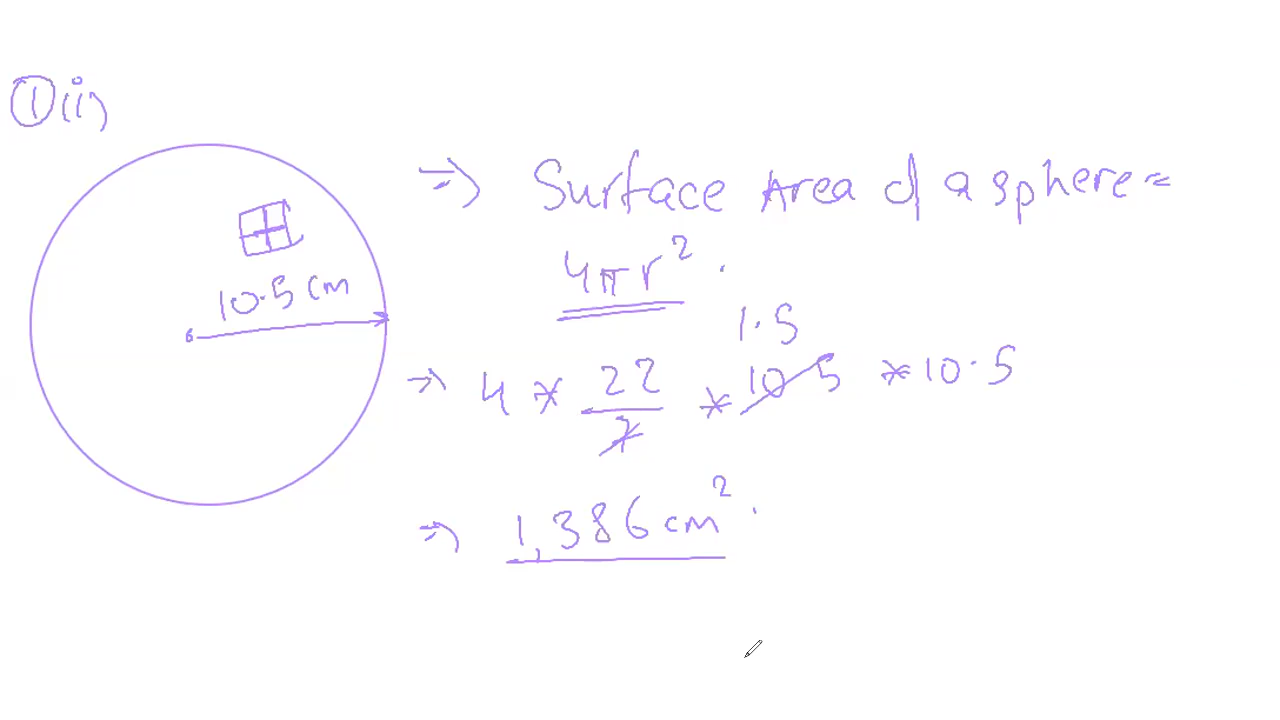 ① (ii)
10.5 cm
=> Surface Area of a sphere =
4πr².
1.5
=> 4 * 22/7 * 10.5 * 10.5
=> 1,386 cm².